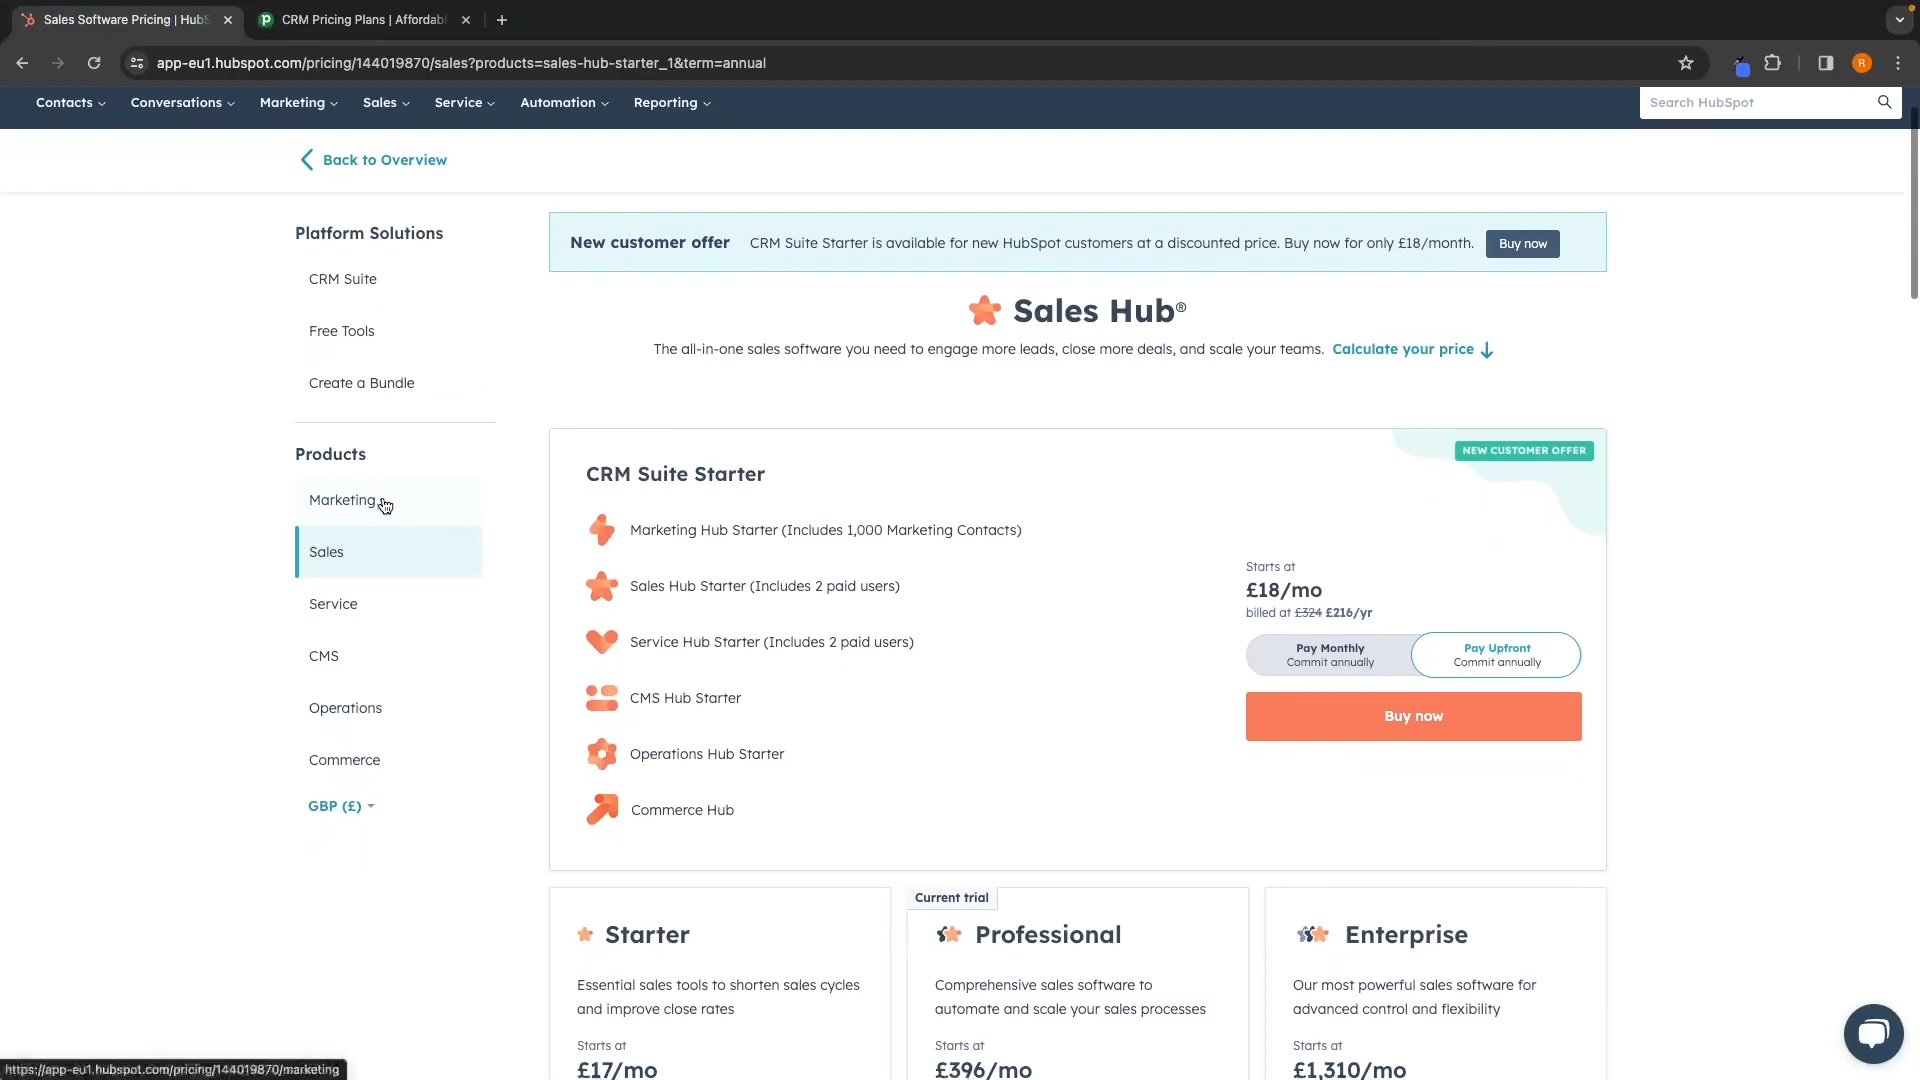 Sales Software Pricing | HubS
CRM Pricing Plans | Affordabl
app-eu1.hubspot.com/pricing/144019870/sales?products=sales-hub-starter_1&term=annual
R
Contacts
Conversations
Marketing
Sales
Service
Automation
Reporting
Search HubSpot
Back to Overview
Platform Solutions
CRM Suite
Free Tools
Create a Bundle
Products
Marketing
Sales
Service
CMS
Operations
Commerce
GBP (£)
New customer offer CRM Suite Starter is available for new HubSpot customers at a discounted price. Buy now for only £18/month. Buy now
Sales Hub®
The all-in-one sales software you need to engage more leads, close more deals, and scale your teams. Calculate your price
NEW CUSTOMER OFFER
CRM Suite Starter
Marketing Hub Starter (Includes 1,000 Marketing Contacts)
Sales Hub Starter (Includes 2 paid users)
Service Hub Starter (Includes 2 paid users)
CMS Hub Starter
Operations Hub Starter
Commerce Hub
Starts at
£18/mo
billed at £324 £216/yr
Pay Monthly
Commit annually
Pay Upfront
Commit annually
Buy now
Starter
Essential sales tools to shorten sales cycles
and improve close rates
Starts at
£17/mo
Current trial
Professional
Comprehensive sales software to
automate and scale your sales processes
Starts at
£396/mo
Enterprise
Our most powerful sales software for
advanced control and flexibility
Starts at
£1,310/mo
https://app-eu1.hubspot.com/pricing/144019870/marketing